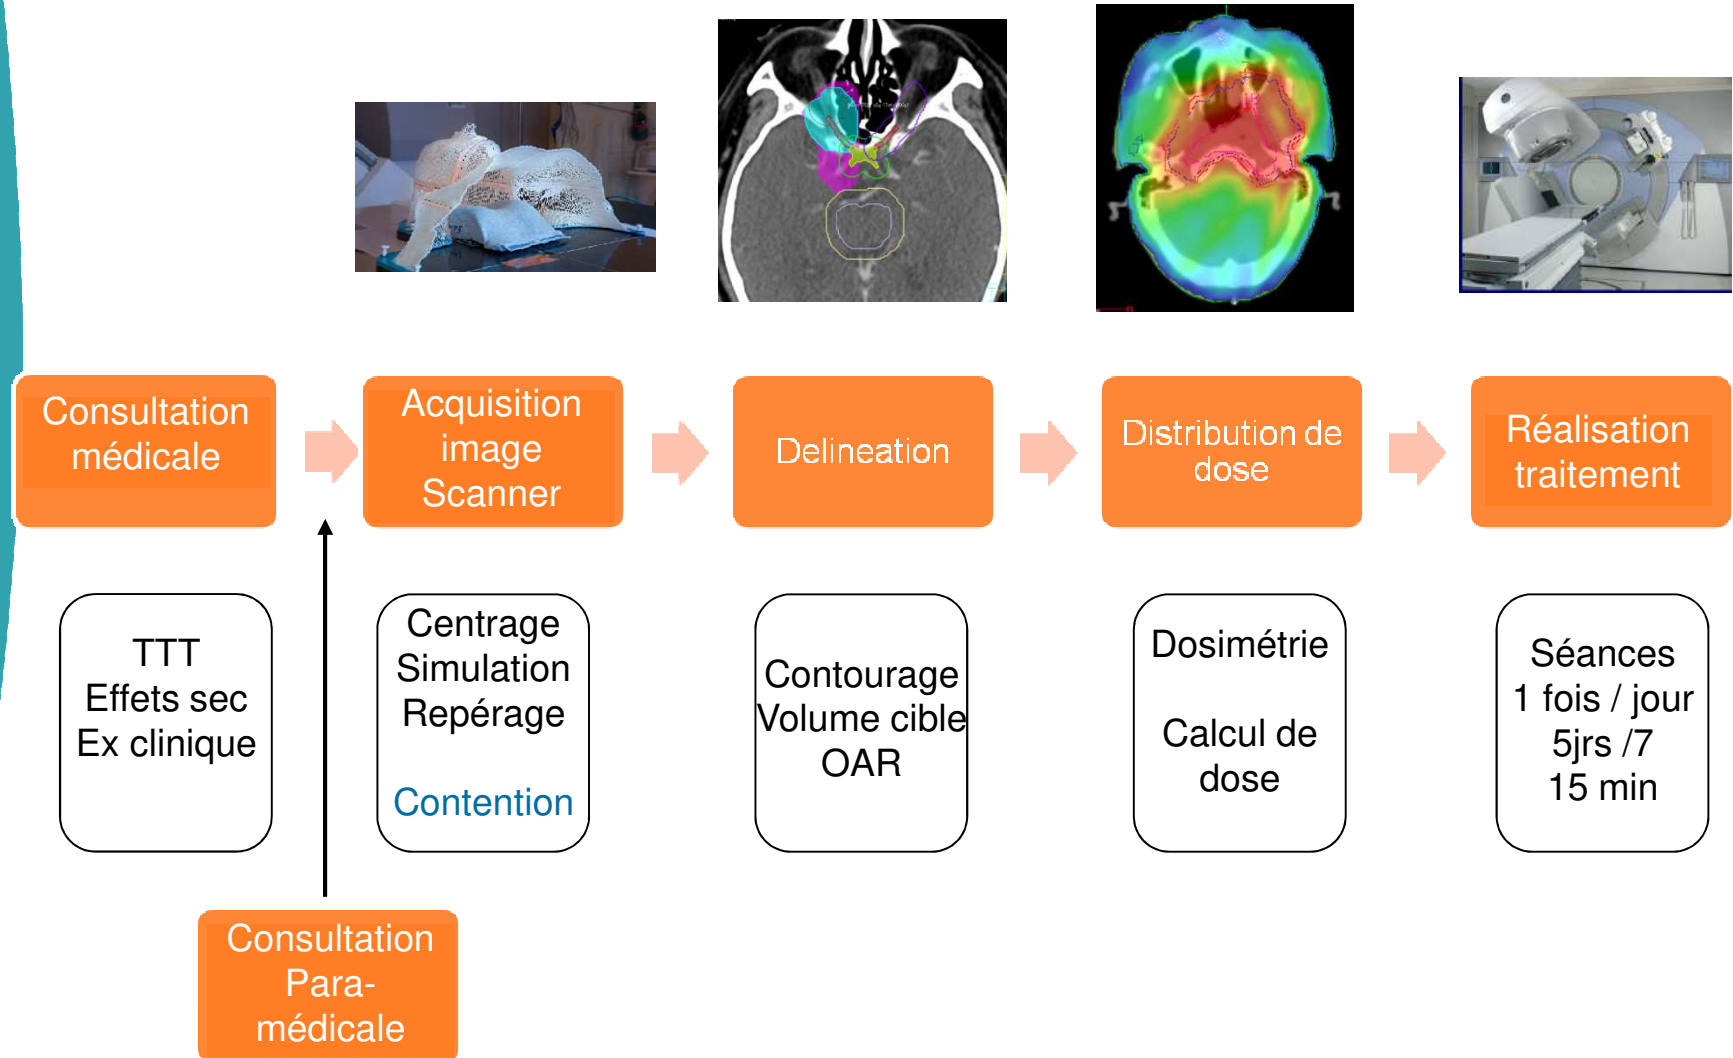 Consultation
médicale
Acquisition
image
Scanner
Delineation
Distribution de
dose
Réalisation
traitement
TTT
Effets sec
Ex clinique
Centrage
Simulation
Repérage
Contention
Contourage
Volume cible
OAR
Dosimétrie
Calcul de
dose
Séances
1 fois / jour
5jrs /7
15 min
Consultation
Para-
médicale